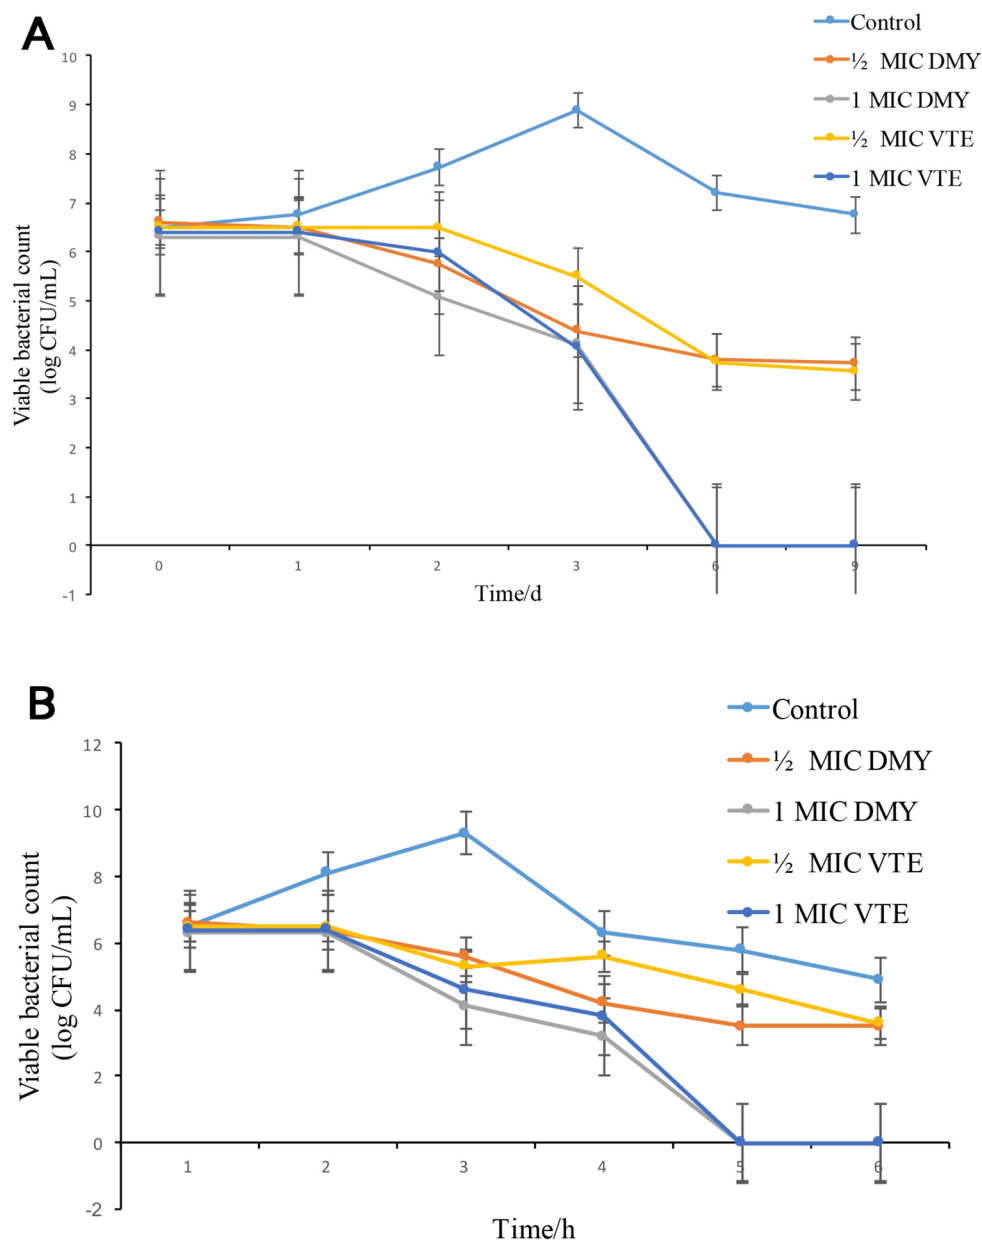 A
Control
½ MIC DMY
1 MIC DMY
½ MIC VTE
1 MIC VTE
10
9
8
7
6
5
4
3
2
1
0
-1
Viable bacterial count
(log CFU/mL)
0 1 2 3 6 9
Time/d
B
Control
½ MIC DMY
1 MIC DMY
½ MIC VTE
1 MIC VTE
12
10
8
6
4
2
0
-2
Viable bacterial count
(log CFU/mL)
1 2 3 4 5 6
Time/h